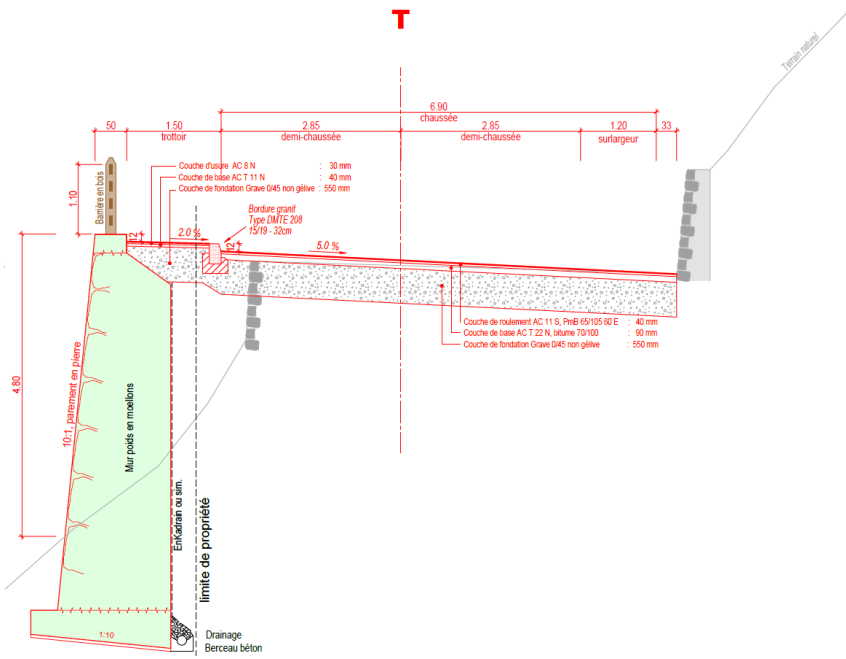 T
Terrain naturel
6.90
chaussée
50
1.50
trottoir
2.85
demi-chaussée
2.85
demi-chaussée
1.20
surlargeur
33
Couche d'usure AC 8 N : 30 mm
Couche de base AC T 11 N : 40 mm
Couche de fondation Grave 0/45 non gélive : 550 mm
1.10
Barrière en bois
Bordure granit
Type DMTE 208
15/19 - 32cm
12
2.0 %
12
5.0 %
Couche de roulement AC 11 S, PmB 65/105 60 E : 40 mm
Couche de base AC T 22 N, bitume 70/100 : 90 mm
Couche de fondation Grave 0/45 non gélive : 550 mm
4.80
10:1, parement en pierre
Mur poids en moellons
EnKadrain ou sim.
limite de propriété
1:10
Drainage
Berceau béton